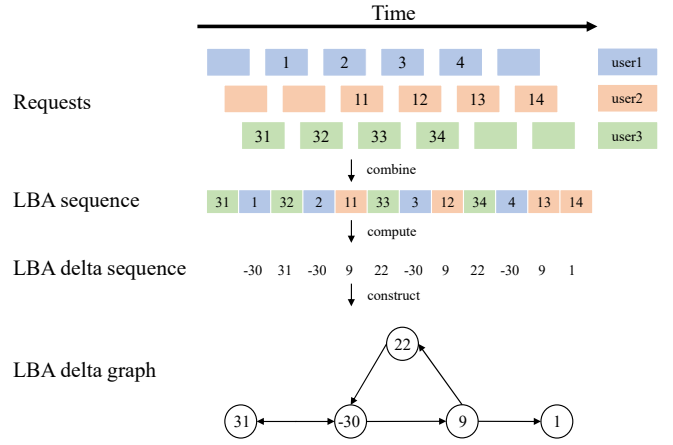 Time
1 2 3 4 user1
Requests 11 12 13 14 user2
31 32 33 34 user3
combine
LBA sequence 31 1 32 2 11 33 3 12 34 4 13 14
compute
LBA delta sequence -30 31 -30 9 22 -30 9 22 -30 9 1
construct
22
LBA delta graph
31 -30 9 1